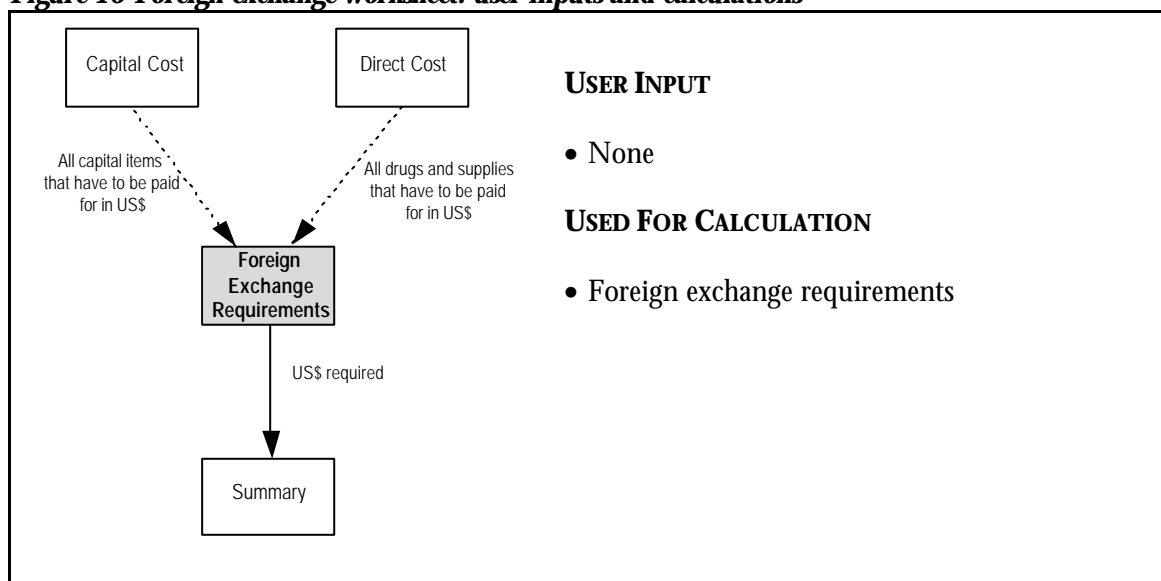 Figure 16 Foreign exchange worksheet: user inputs and calculations
Capital Cost
Direct Cost
All capital items
that have to be paid
for in US$
All drugs and supplies
that have to be paid
for in US$
Foreign
Exchange
Requirements
US$ required
Summary
USER INPUT
• None
USED FOR CALCULATION
• Foreign exchange requirements